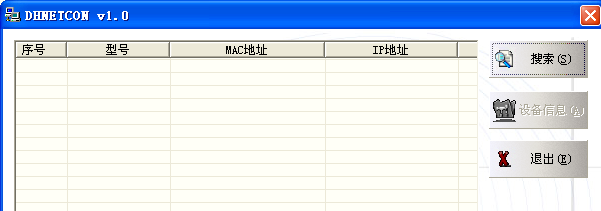 DHNETCON v1.0
序号 型号 MAC地址 IP地址
搜索(S)
设备信息(A)
退出(E)